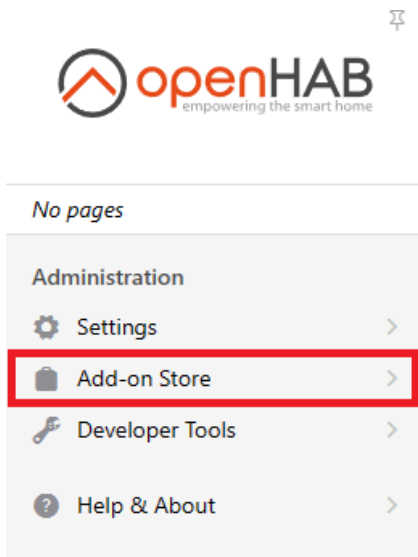 openHAB
empowering the smart home
No pages
Administration
Settings
Add-on Store
Developer Tools
Help & About